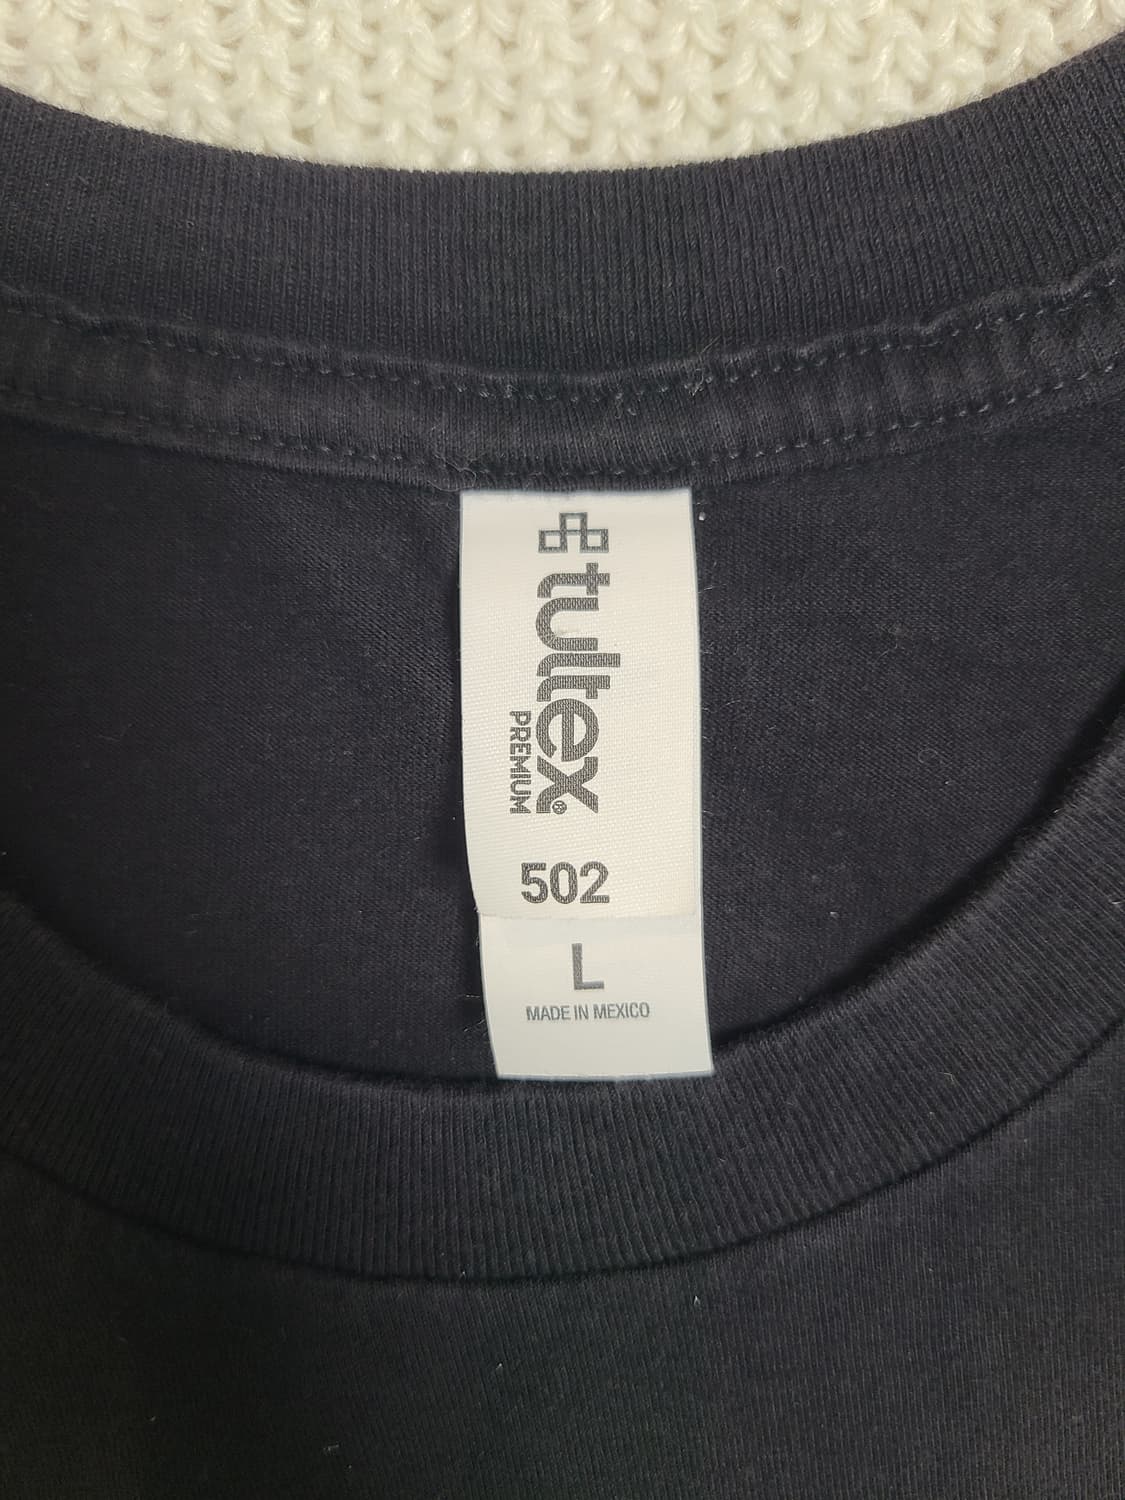 tultex®
PREMIUM
502
L
MADE IN MEXICO